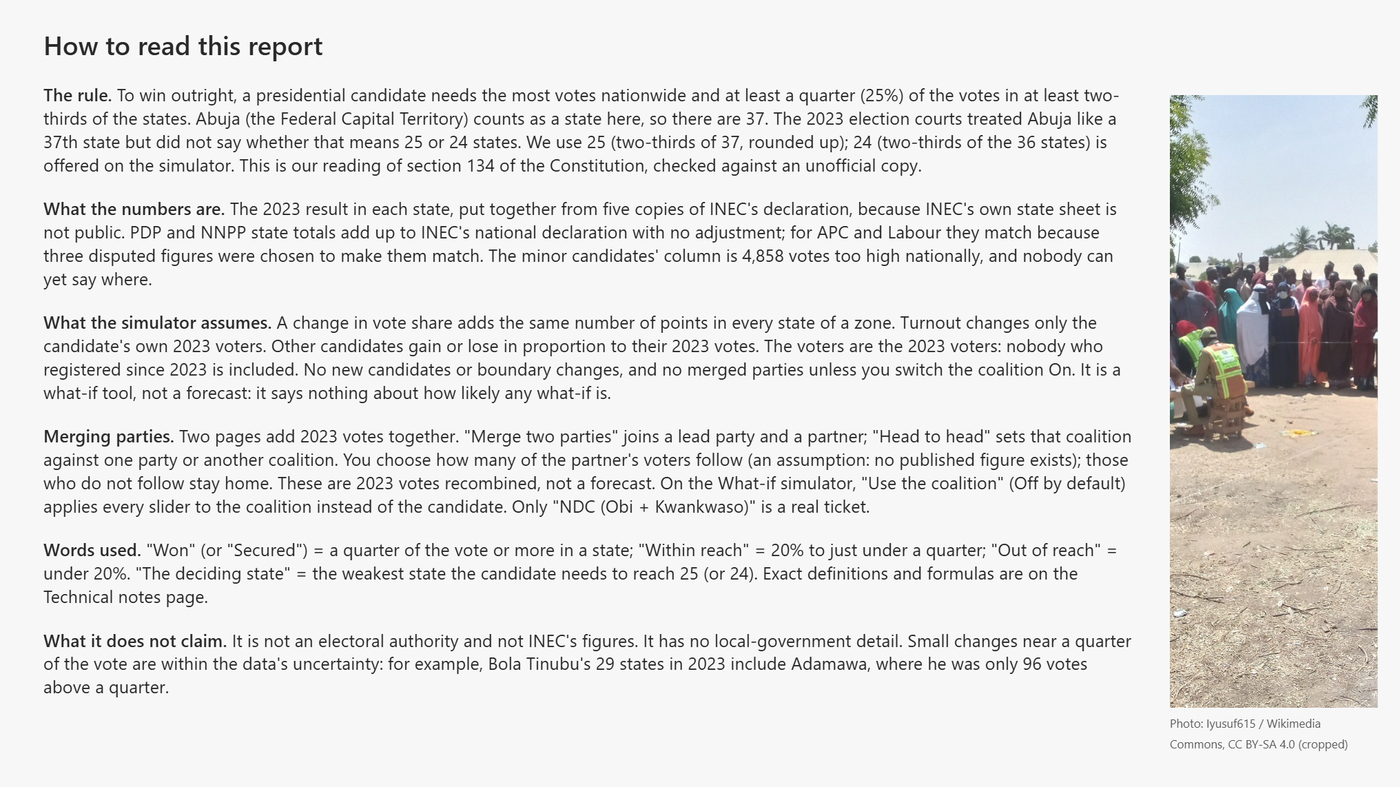 How to read this report
The rule. To win outright, a presidential candidate needs the most votes nationwide and at least a quarter (25%) of the votes in at least two-
thirds of the states. Abuja (the Federal Capital Territory) counts as a state here, so there are 37. The 2023 election courts treated Abuja like a
37th state but did not say whether that means 25 or 24 states. We use 25 (two-thirds of 37, rounded up); 24 (two-thirds of the 36 states) is
offered on the simulator. This is our reading of section 134 of the Constitution, checked against an unofficial copy.
What the numbers are. The 2023 result in each state, put together from five copies of INEC's declaration, because INEC's own state sheet is
not public. PDP and NNPP state totals add up to INEC's national declaration with no adjustment; for APC and Labour they match because
three disputed figures were chosen to make them match. The minor candidates' column is 4,858 votes too high nationally, and nobody can
yet say where.
What the simulator assumes. A change in vote share adds the same number of points in every state of a zone. Turnout changes only the
candidate's own 2023 voters. Other candidates gain or lose in proportion to their 2023 votes. The voters are the 2023 voters: nobody who
registered since 2023 is included. No new candidates or boundary changes, and no merged parties unless you switch the coalition On. It is a
what-if tool, not a forecast: it says nothing about how likely any what-if is.
Merging parties. Two pages add 2023 votes together. "Merge two parties" joins a lead party and a partner; "Head to head" sets that coalition
against one party or another coalition. You choose how many of the partner's voters follow (an assumption: no published figure exists); those
who do not follow stay home. These are 2023 votes recombined, not a forecast. On the What-if simulator, "Use the coalition" (Off by default)
applies every slider to the coalition instead of the candidate. Only "NDC (Obi + Kwankwaso)" is a real ticket.
Words used. "Won" (or "Secured") = a quarter of the vote or more in a state; "Within reach" = 20% to just under a quarter; "Out of reach" =
under 20%. "The deciding state" = the weakest state the candidate needs to reach 25 (or 24). Exact definitions and formulas are on the
Technical notes page.
What it does not claim. It is not an electoral authority and not INEC's figures. It has no local-government detail. Small changes near a quarter
of the vote are within the data's uncertainty: for example, Bola Tinubu's 29 states in 2023 include Adamawa, where he was only 96 votes
above a quarter.
Photo: Iyusuf615 / Wikimedia
Commons, CC BY-SA 4.0 (cropped)